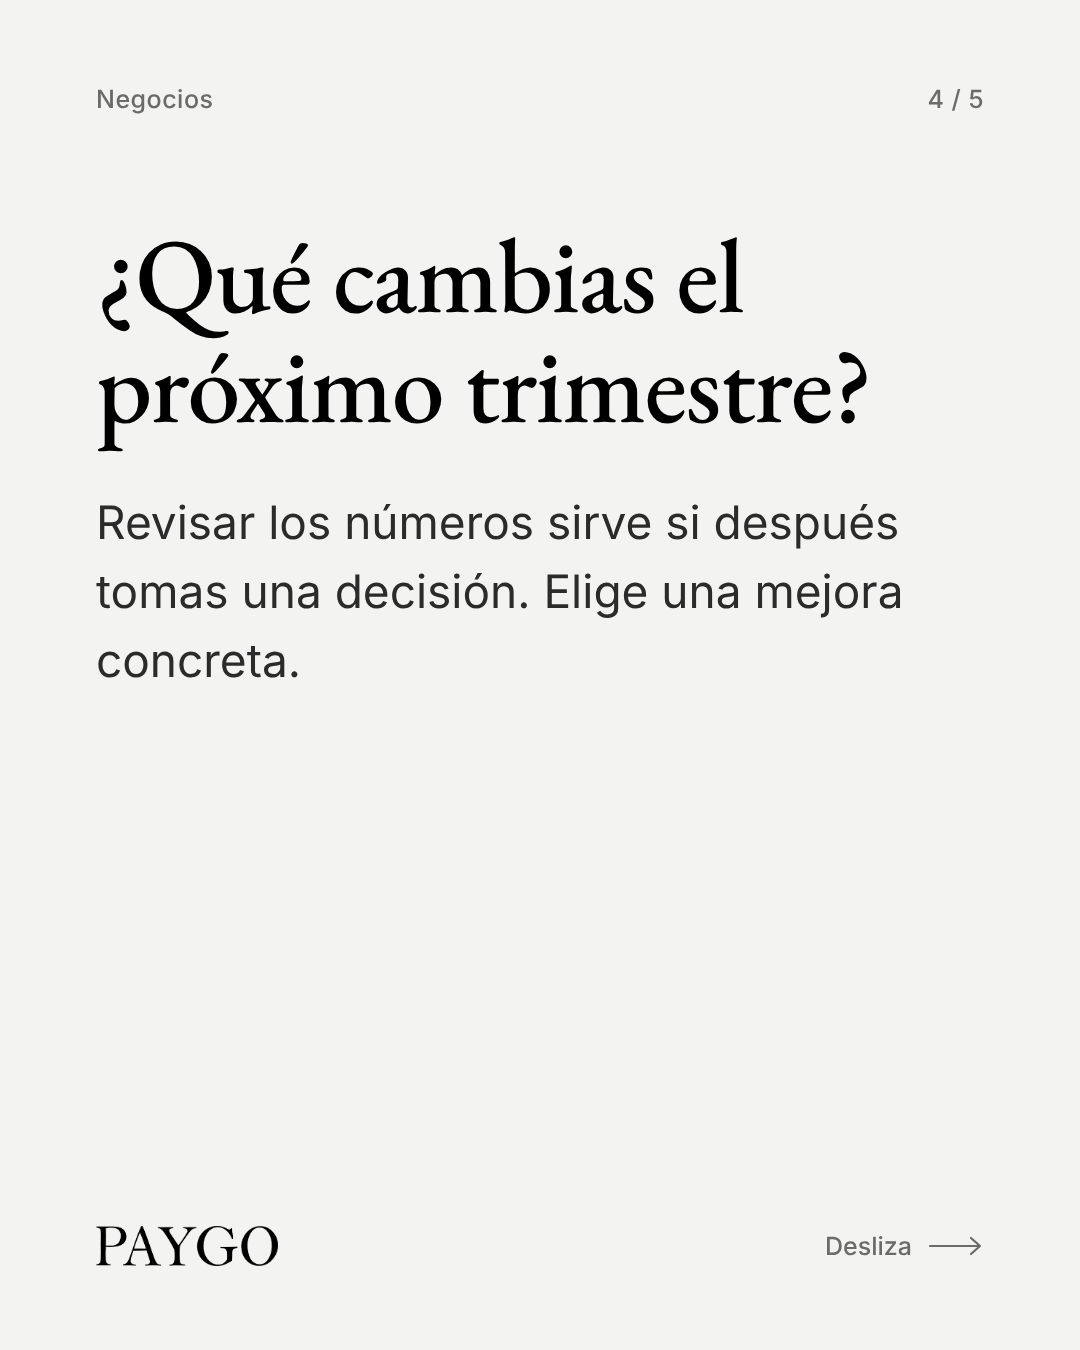 Negocios
4 / 5
¿Qué cambias el
próximo trimestre?
Revisar los números sirve si después
tomas una decisión. Elige una mejora
concreta.
PAYGO
Desliza